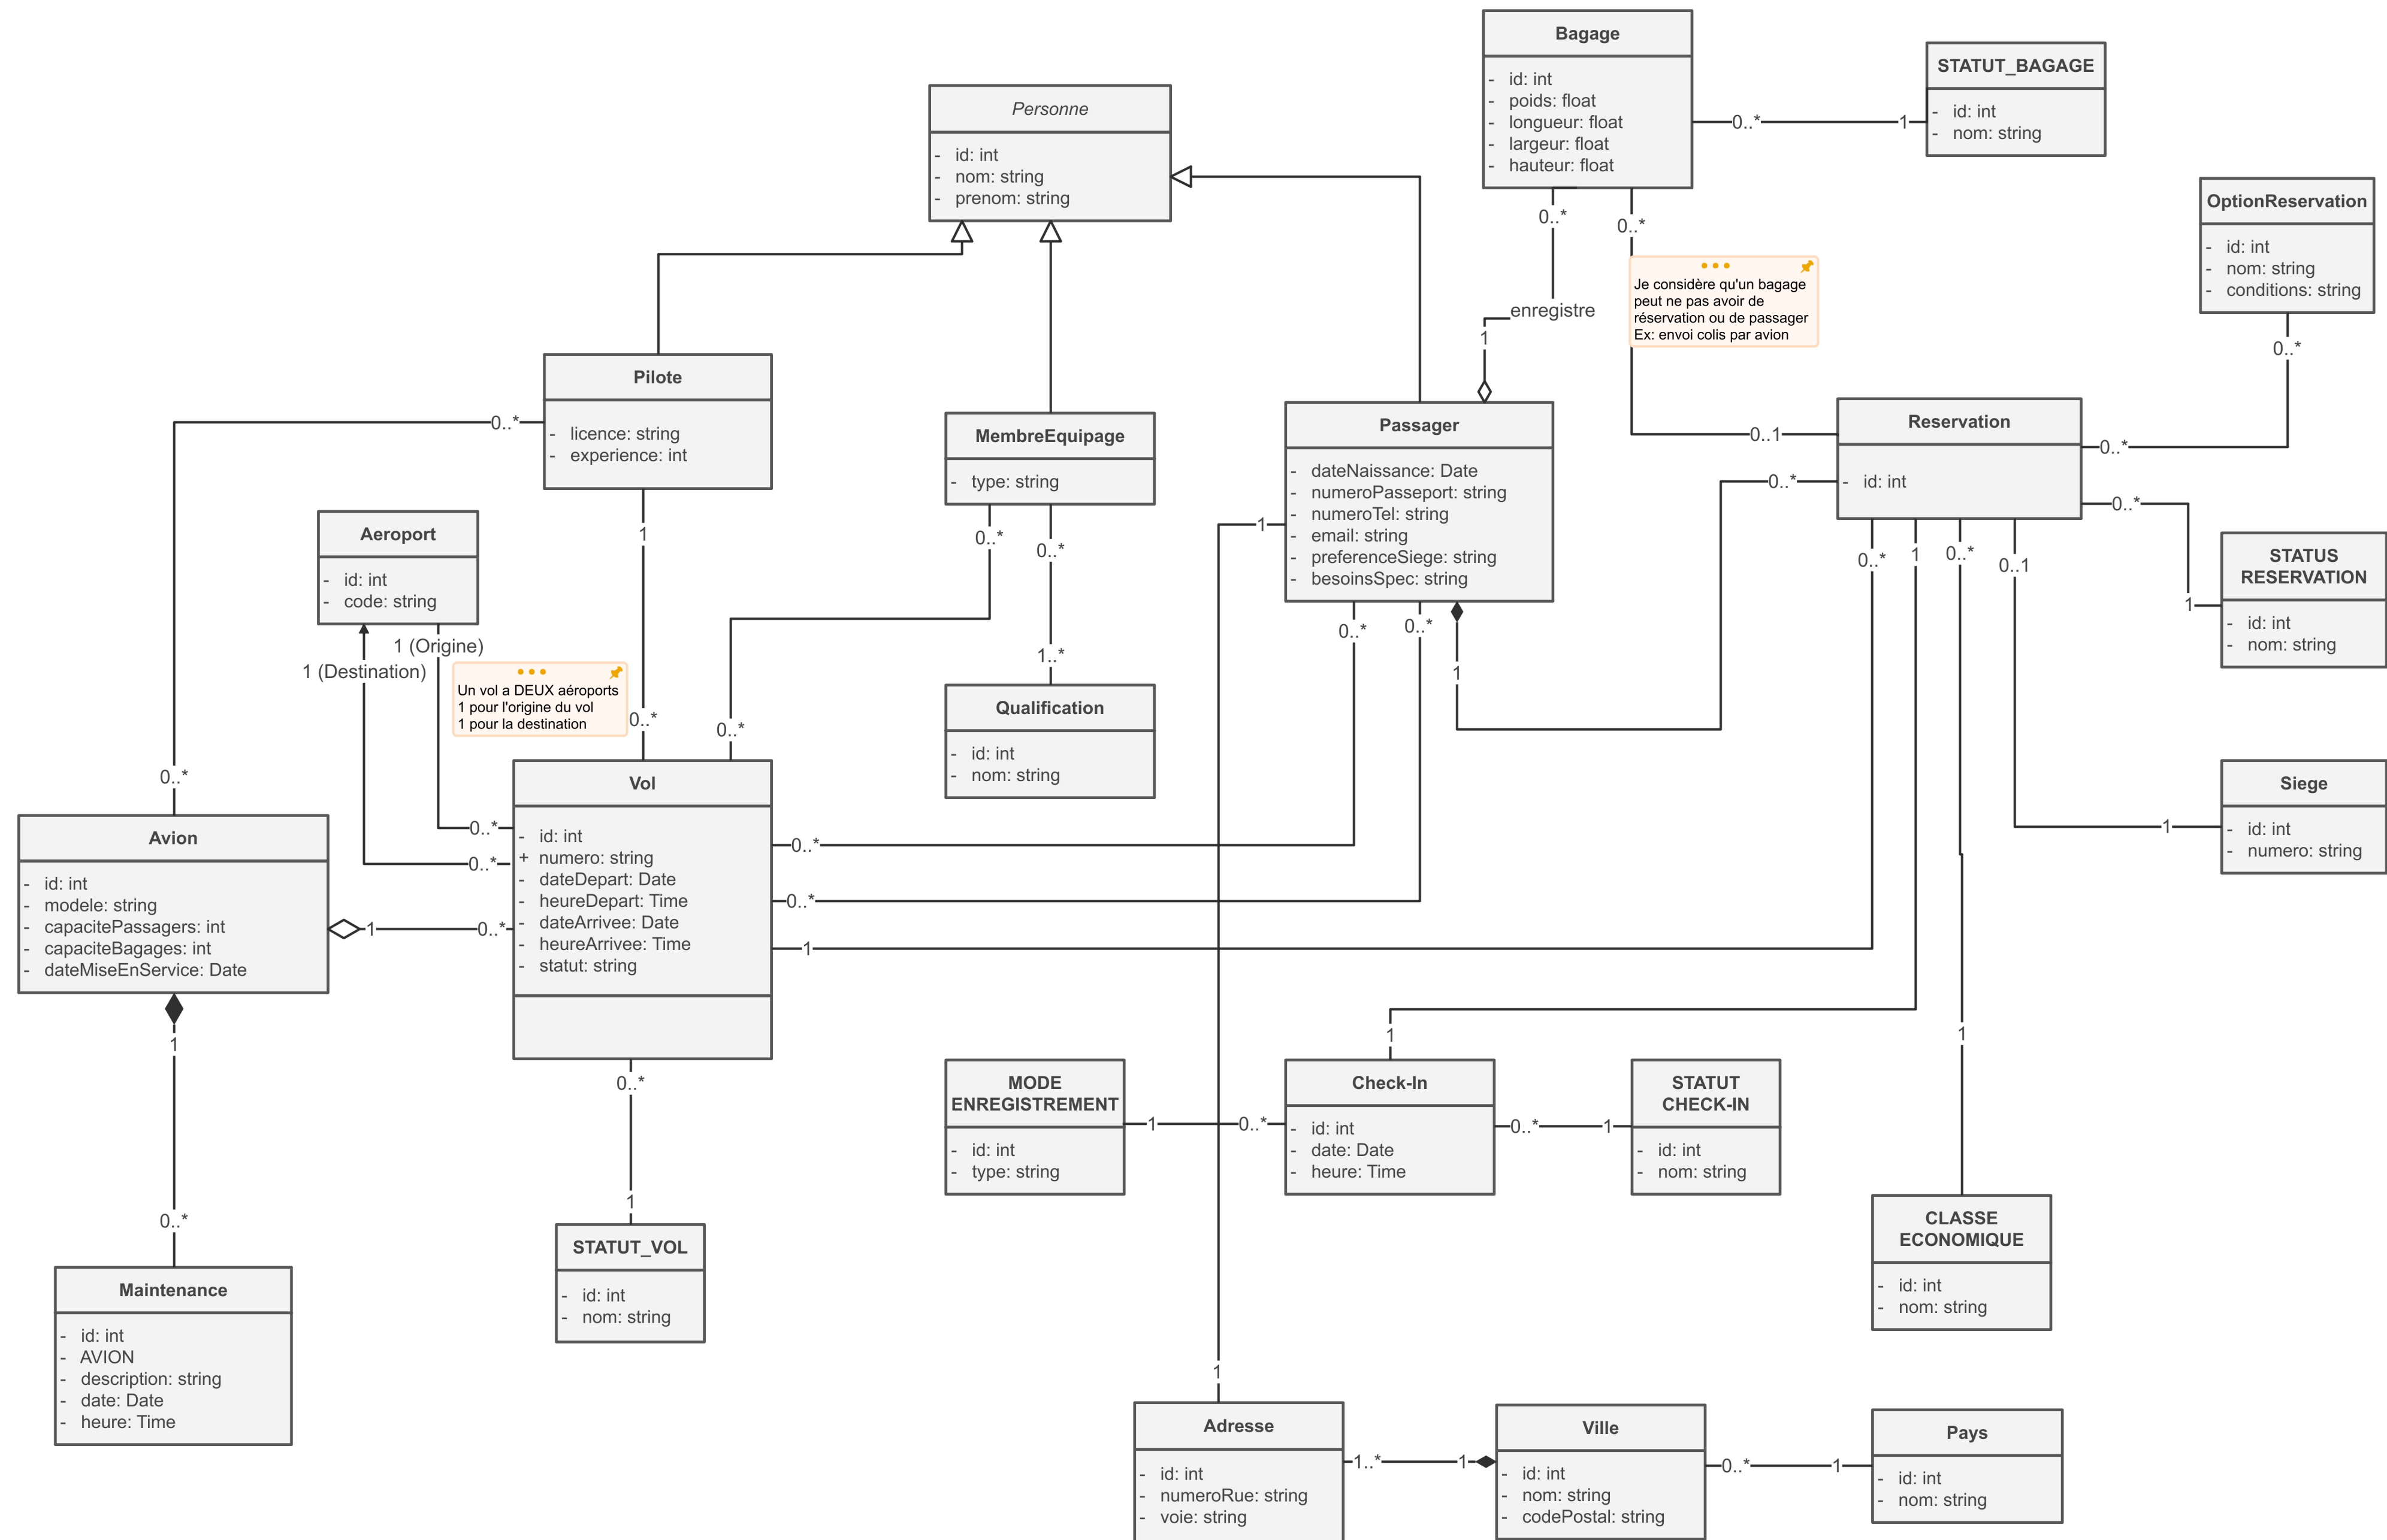 Bagage
- id: int
- poids: float
- longueur: float
- largeur: float
- hauteur: float
STATUT_BAGAGE
- id: int
- nom: string
0..*
1
Personne
- id: int
- nom: string
- prenom: string
OptionReservation
- id: int
- nom: string
- conditions: string
0..*
0..*
enregistre
1
Je considère qu'un bagage
peut ne pas avoir de
réservation ou de passager
Ex: envoi colis par avion
0..1
0..*
0..*
Pilote
- licence: string
- experience: int
0..*
0..*
1
0..*
MembreEquipage
- type: string
0..*
0..*
0..*
1..*
Passager
- dateNaissance: Date
- numeroPasseport: string
- numeroTel: string
- email: string
- preferenceSiege: string
- besoinsSpec: string
1
0..*
0..*
1
0..*
Reservation
- id: int
0..*
1
0..*
0..1
0..*
1
STATUS
RESERVATION
- id: int
- nom: string
Aeroport
- id: int
- code: string
1 (Origine)
1 (Destination)
Un vol a DEUX aéroports
1 pour l'origine du vol
1 pour la destination
0..*
0..*
Qualification
- id: int
- nom: string
Siege
- id: int
- numero: string
1
Vol
- id: int
+ numero: string
- dateDepart: Date
- heureDepart: Time
- dateArrivee: Date
- heureArrivee: Time
- statut: string
0..*
0..*
1
Avion
- id: int
- modele: string
- capacitePassagers: int
- capaciteBagages: int
- dateMiseEnService: Date
1
0..*
1
0..*
0..*
1
1
1
MODE
ENREGISTREMENT
- id: int
- type: string
1
0..*
Check-In
- id: int
- date: Date
- heure: Time
0..*
1
STATUT
CHECK-IN
- id: int
- nom: string
CLASSE
ECONOMIQUE
- id: int
- nom: string
STATUT_VOL
- id: int
- nom: string
Maintenance
- id: int
- AVION
- description: string
- date: Date
- heure: Time
1
Adresse
- id: int
- numeroRue: string
- voie: string
1..*
1
Ville
- id: int
- nom: string
- codePostal: string
0..*
1
Pays
- id: int
- nom: string